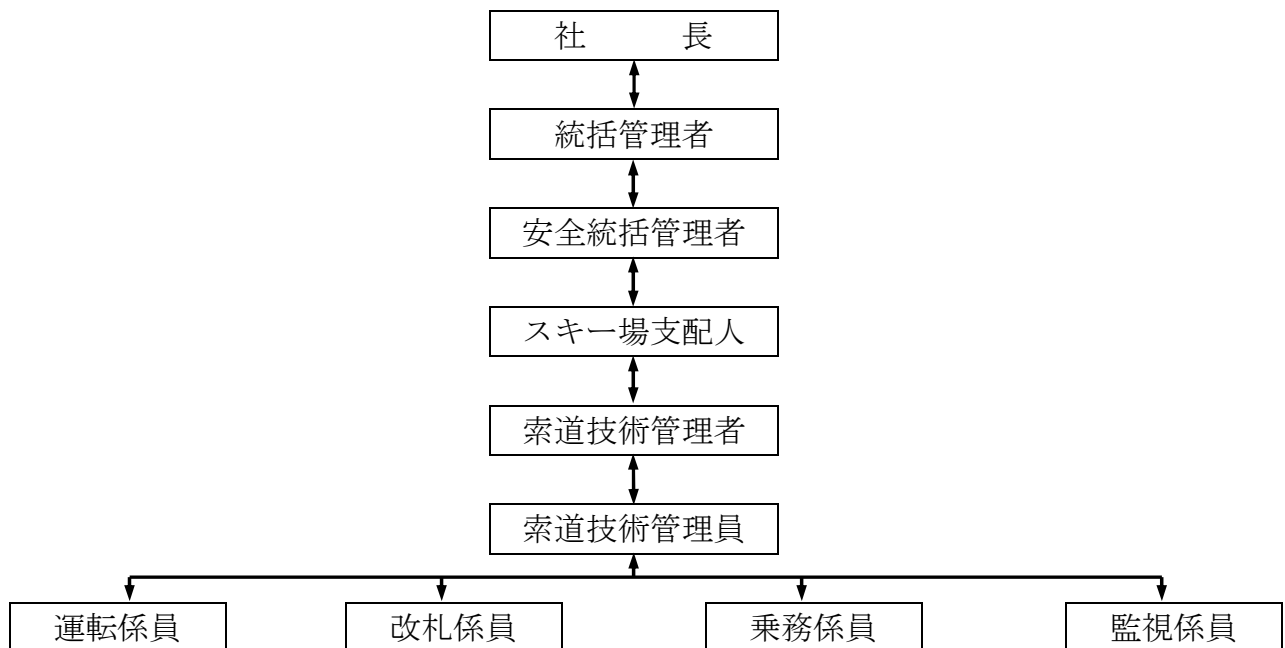 社　　　長
統括管理者
安全統括管理者
スキー場支配人
索道技術管理者
索道技術管理員
運転係員
改札係員
乗務係員
監視係員